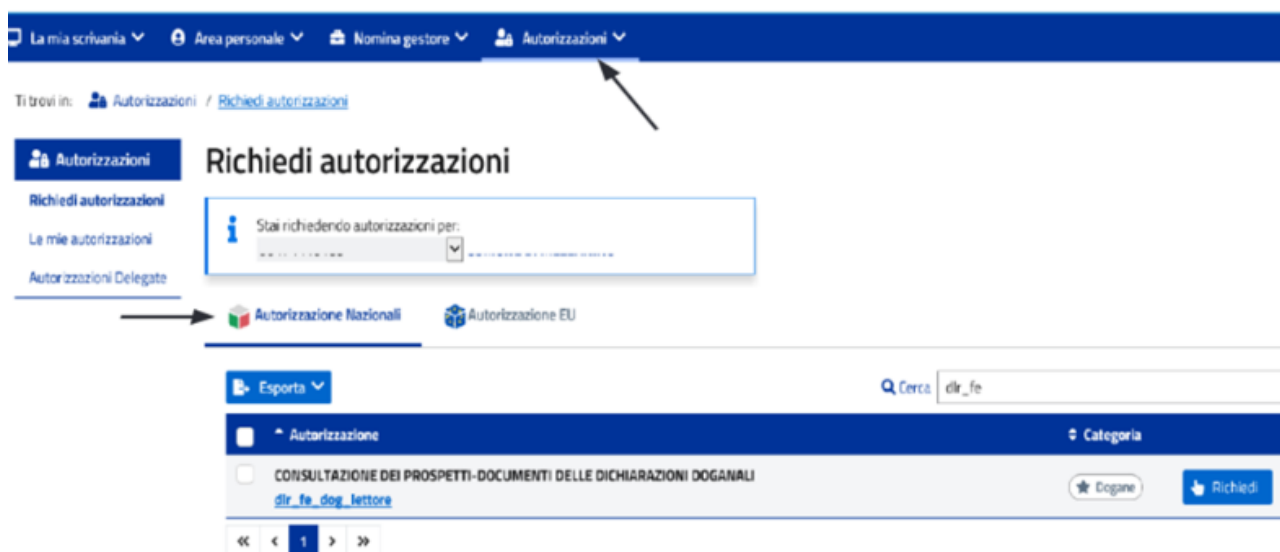 La mia scrivania Area personale Nomina gestore Autorizzazioni
Ti trovi in: Autorizzazioni / Richiedi autorizzazioni
Autorizzazioni
Richiedi autorizzazioni
Le mie autorizzazioni
Autorizzazioni Delegate
Richiedi autorizzazioni
Stai richiedendo autorizzazioni per:
Autorizzazione Nazionali Autorizzazione EU
Esporta Cerca dlr_fe
Autorizzazione Categoria
CONSULTAZIONE DEI PROSPETTI-DOCUMENTI DELLE DICHIARAZIONI DOGANALI
dlr_fe_dog_lettore Dogane Richiedi
« < 1 > »